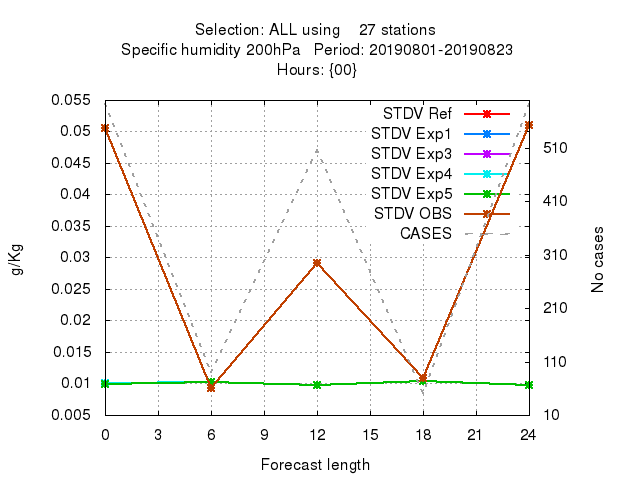 Selection: ALL using    27 stations
Specific humidity 200hPa   Period: 20190801-20190823
Hours: {00}
STDV Ref
STDV Exp1
STDV Exp3
STDV Exp4
STDV Exp5
STDV OBS
CASES
0.055
0.05
0.045
0.04
0.035
0.03
0.025
0.02
0.015
0.01
0.005
g/Kg
510
410
310
210
110
10
No cases
0 3 6 9 12 15 18 21 24
Forecast length